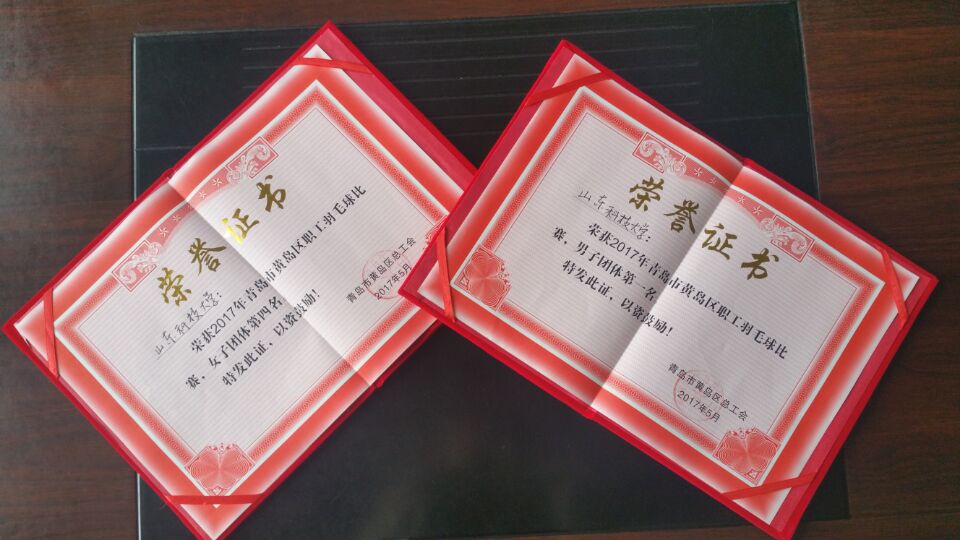 荣誉证书
山东科技大学:
荣获2017年青岛市黄岛区职工羽毛球比
赛,女子团体第四名,
特发此证,以资鼓励!
青岛市黄岛区总工会
2017年5月
荣誉证书
山东科技大学:
荣获2017年青岛市黄岛区职工羽毛球比
赛,男子团体第一名,
特发此证,以资鼓励!
青岛市黄岛区总工会
2017年5月